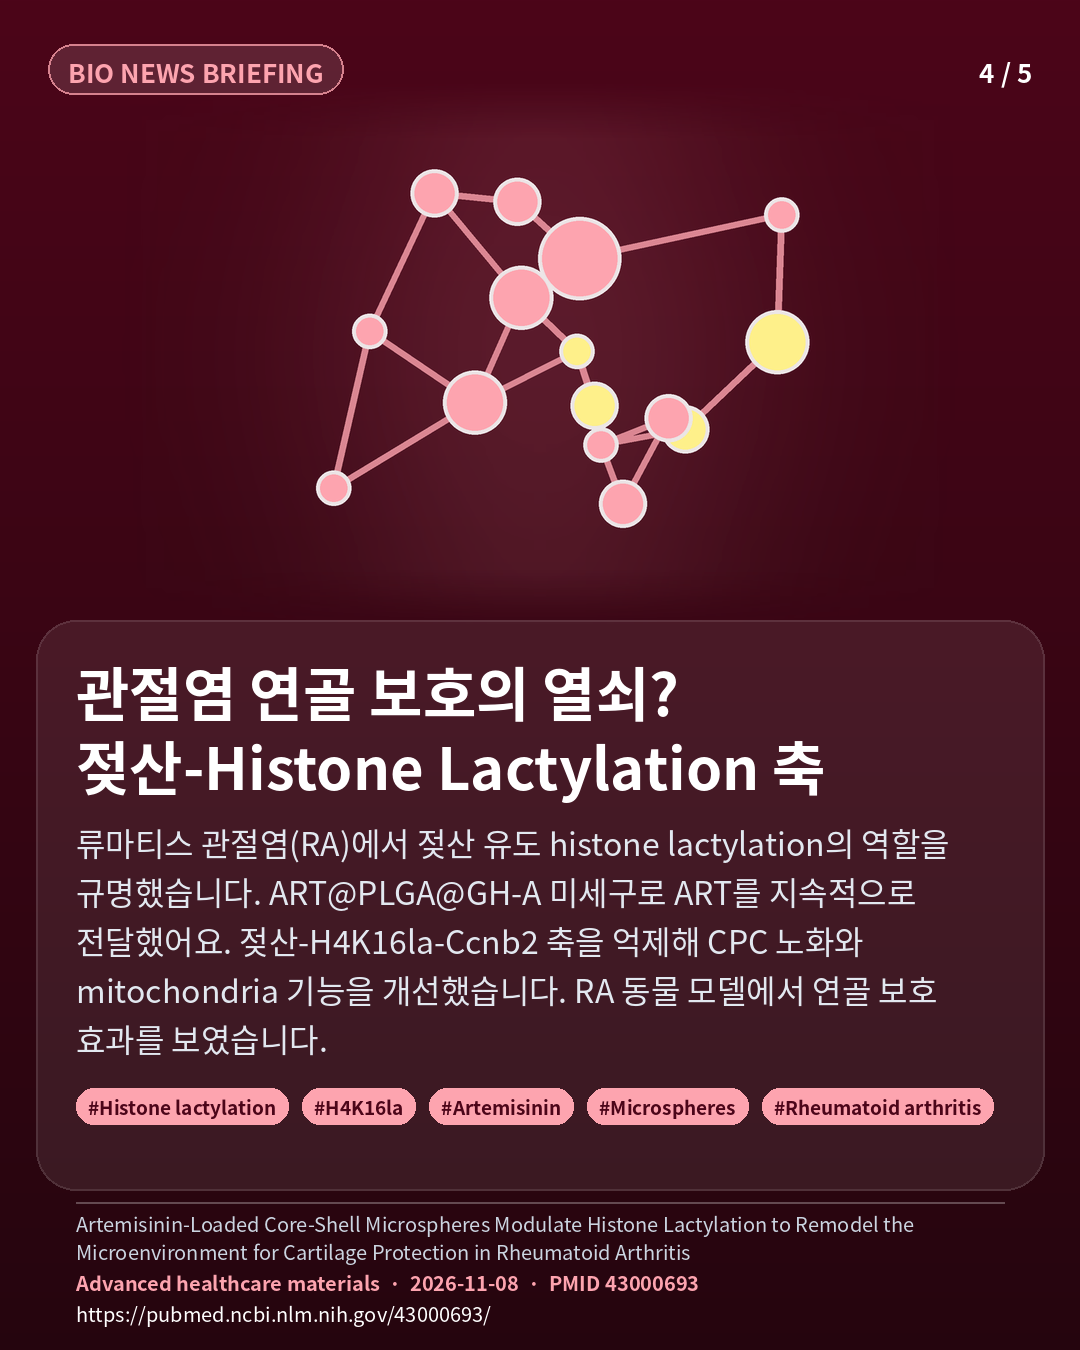 BIO NEWS BRIEFING
4 / 5
관절염 연골 보호의 열쇠?
젖산-Histone Lactylation 축
류마티스 관절염(RA)에서 젖산 유도 histone lactylation의 역할을
규명했습니다. ART@PLGA@GH-A 미세구로 ART를 지속적으로
전달했어요. 젖산-H4K16la-Ccnb2 축을 억제해 CPC 노화와
mitochondria 기능을 개선했습니다. RA 동물 모델에서 연골 보호
효과를 보였습니다.
#Histone lactylation #H4K16la #Artemisinin #Microspheres #Rheumatoid arthritis
Artemisinin-Loaded Core-Shell Microspheres Modulate Histone Lactylation to Remodel the
Microenvironment for Cartilage Protection in Rheumatoid Arthritis
Advanced healthcare materials · 2026-11-08 · PMID 43000693
https://pubmed.ncbi.nlm.nih.gov/43000693/